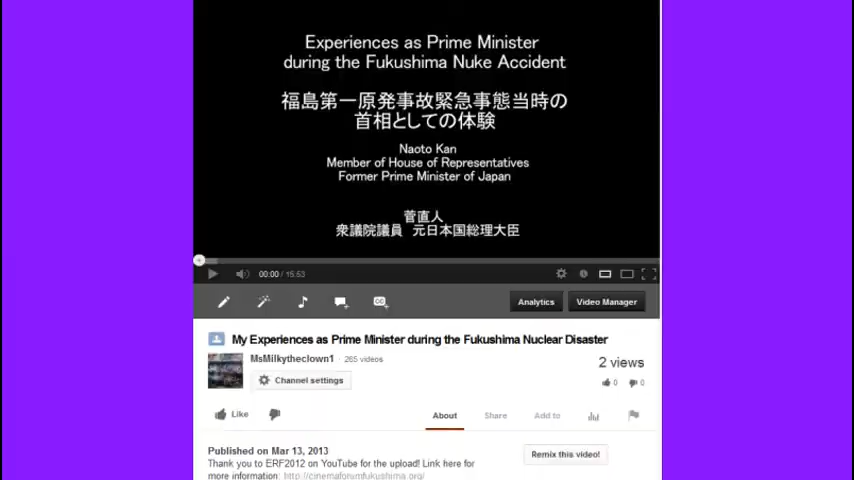 Experiences as Prime Minister
during the Fukushima Nuke Accident
福島第一原発事故緊急事態当時の
首相としての体験
Naoto Kan
Member of House of Representatives
Former Prime Minister of Japan
菅直人
衆議院議員 元日本国総理大臣
00:00 / 15:53
CC
Analytics
Video Manager
My Experiences as Prime Minister during the Fukushima Nuclear Disaster
MsMilkytheclown1 · 265 videos
2 views
Channel settings
0 0
Like
About Share Add to
Published on Mar 13, 2013
Remix this video!
Thank you to ERF2012 on YouTube for the upload! Link here for
more information: http://cinemaforumfukushima.org/